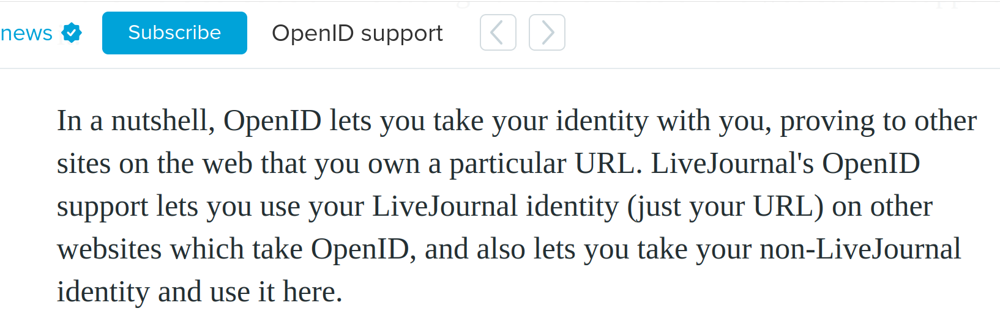 news Subscribe OpenID support
In a nutshell, OpenID lets you take your identity with you, proving to other
sites on the web that you own a particular URL. LiveJournal's OpenID
support lets you use your LiveJournal identity (just your URL) on other
websites which take OpenID, and also lets you take your non-LiveJournal
identity and use it here.